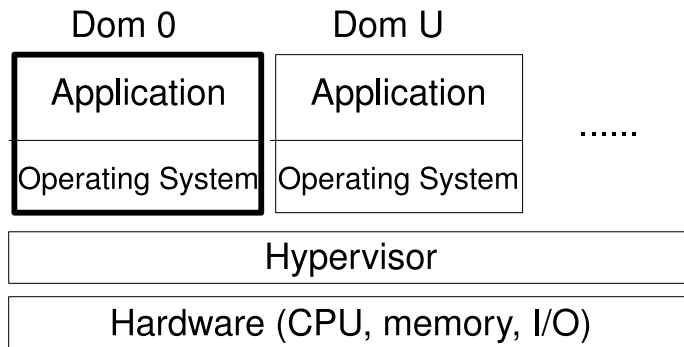 Dom 0
Dom U
Application
Application
......
Operating System
Operating System
Hypervisor
Hardware (CPU, memory, I/O)